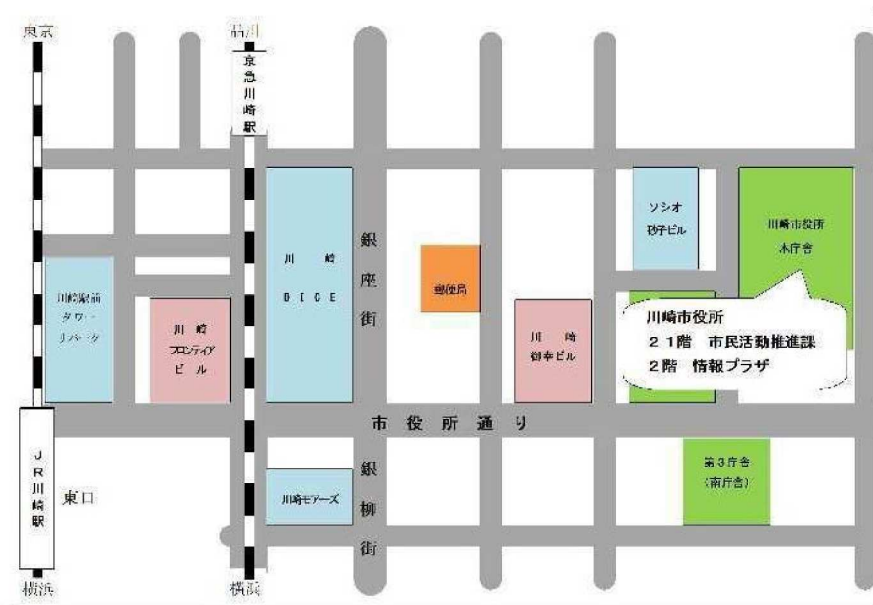 東京
品川
京急川崎駅
ソシオ
砂子ビル
川崎市役所
本庁舎
銀座街
川崎
DICE
郵便局
川崎駅前
タワー
リパーク
川崎
フロンティア
ビル
川崎
御幸ビル
川崎市役所
21階 市民活動推進課
2階 情報プラザ
市役所通り
JR川崎駅
東口
川崎モアーズ
銀柳街
第3庁舎
(南庁舎)
横浜
横浜